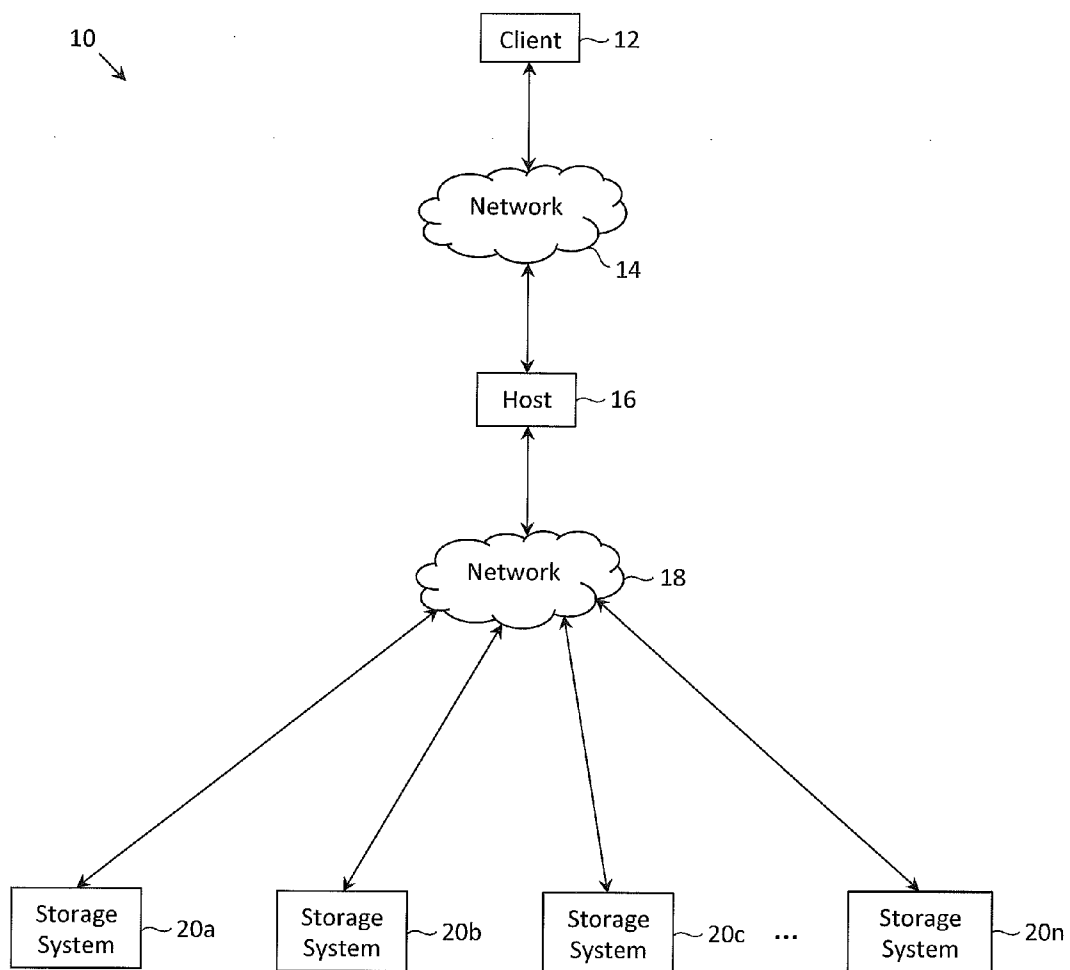 10
Client 12
Network
14
Host 16
Network
18
Storage System 20a
Storage System 20b
Storage System 20c
...
Storage System 20n